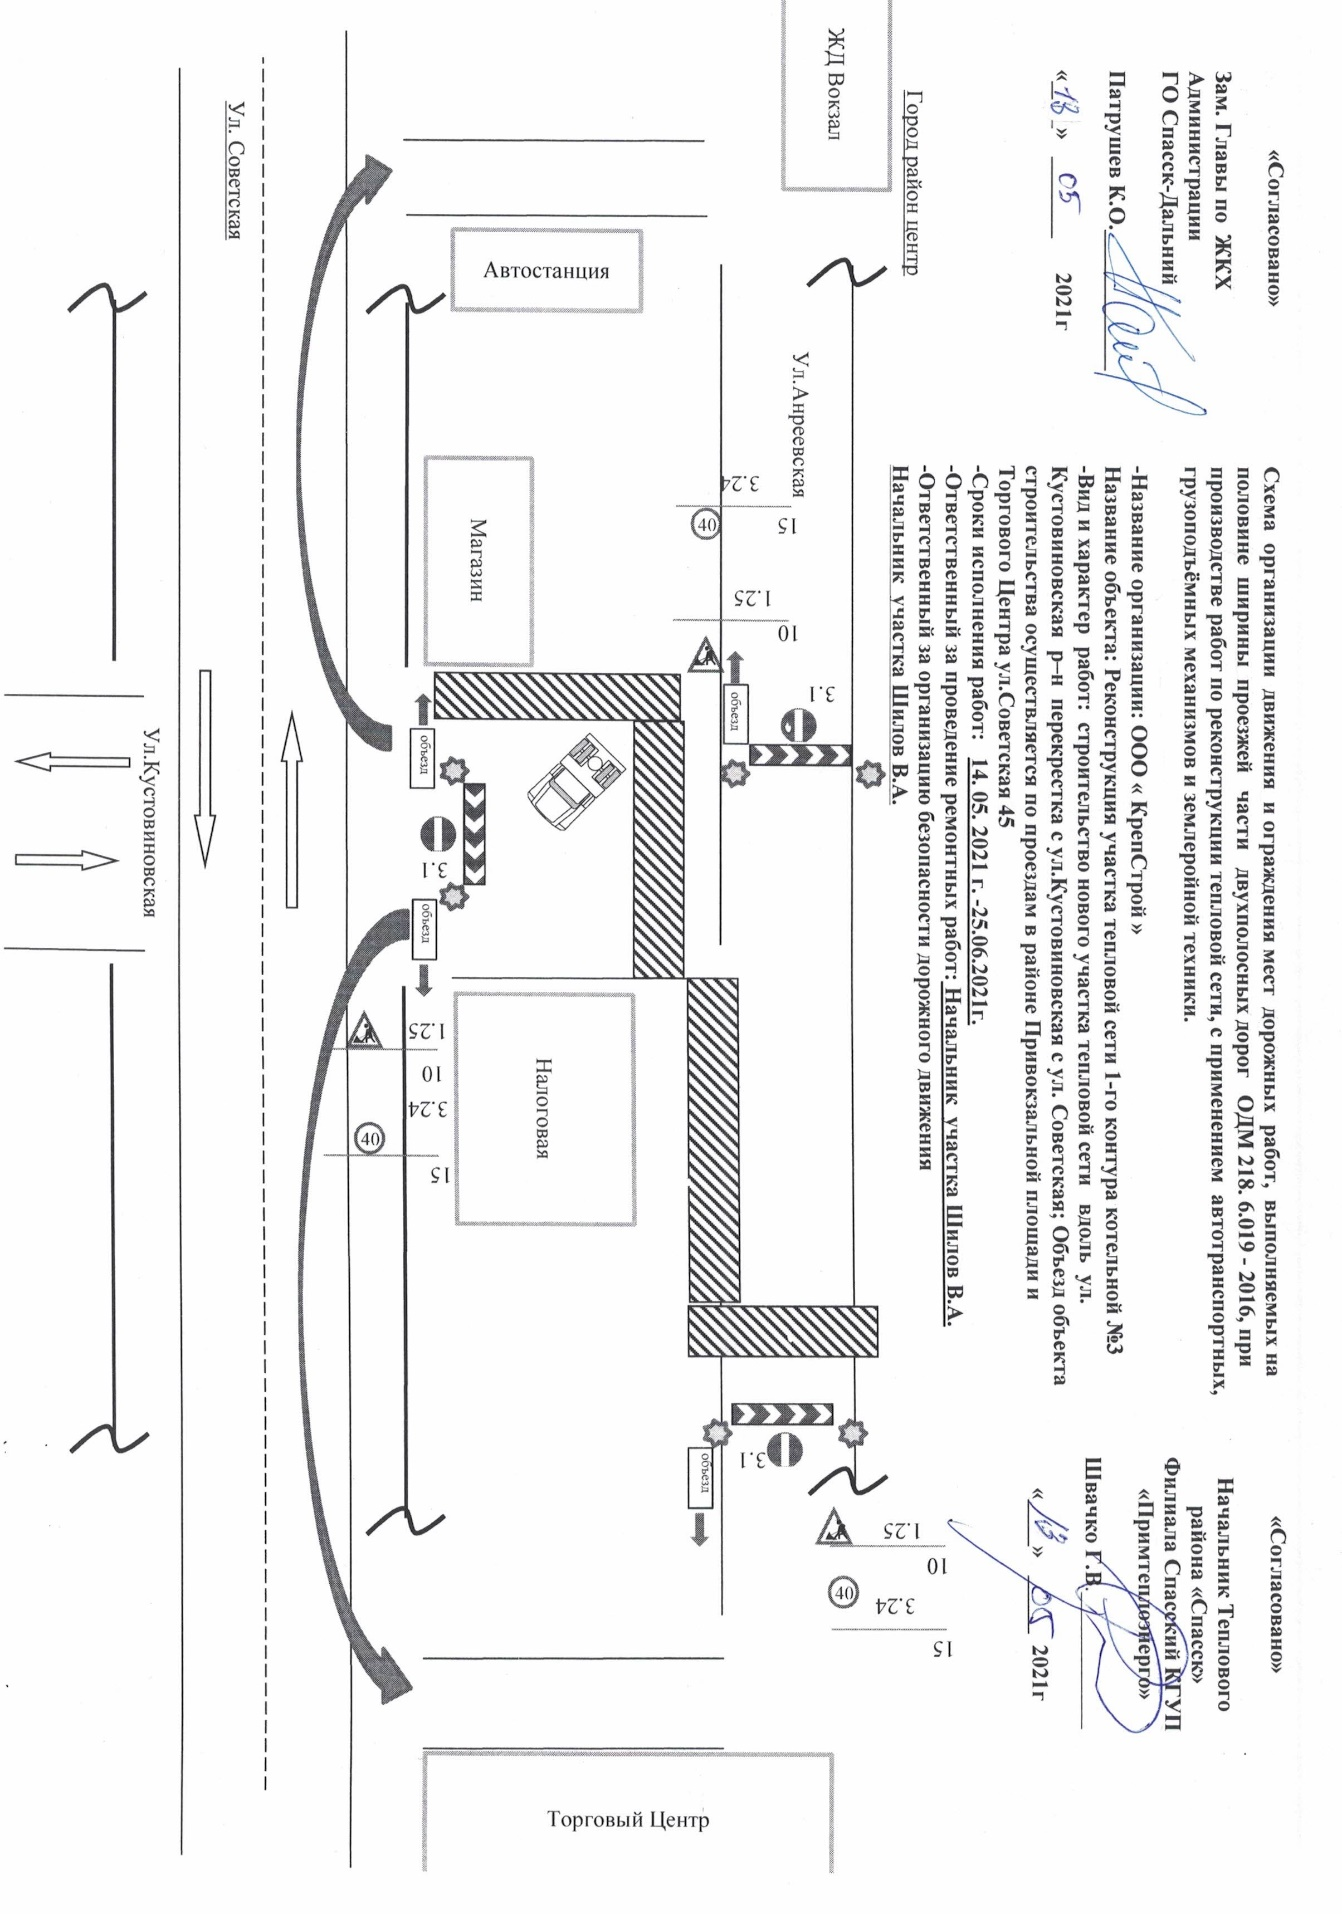 «Согласовано»
Зам. Главы по ЖКХ
Администрации
ГО Спасск-Дальний
Патрушев К.О.
«13» 05 2021г
Схема организации движения и ограждения мест дорожных работ, выполняемых на
половине ширины проезжей части двухполосных дорог ОДМ 218. 6.019 - 2016, при
производстве работ по реконструкции тепловой сети, с применением автотранспортных,
грузоподъёмных механизмов и землеройной техники.
-Название организации: ООО « КрепСтрой »
Название объекта: Реконструкция участка тепловой сети 1-го контура котельной №3
-Вид и характер работ: строительство нового участка тепловой сети вдоль ул.
Кустовиновская р–н перекрестка с ул.Кустовиновская с ул. Советская; Объезд объекта
строительства осуществляется по проездам в районе Привокзальной площади и
Торгового Центра ул.Советская 45
-Сроки исполнения работ: 14. 05. 2021 г. -25.06.2021г.
-Ответственный за проведение ремонтных работ: Начальник участка Шилов В.А.
-Ответственный за организацию безопасности дорожного движения
Начальник участка Шилов В.А.
«Согласовано»
Начальник Теплового
района «Спасск»
Филиала Спасский КГУП
«Примтеплоэнерго»
Швачко Г.В.
«13» 05 2021г
Город район центр
ЖД Вокзал
Ул.Анреевская
3.24
15
40
1.25
10
3.1
объезд
3.1
объезд
1.25
10
3.24
40
15
Автостанция
Магазин
Налоговая
Торговый Центр
объезд
3.1
объезд
1.25
10
3.24
40
15
Ул. Советская
Ул.Кустовиновская